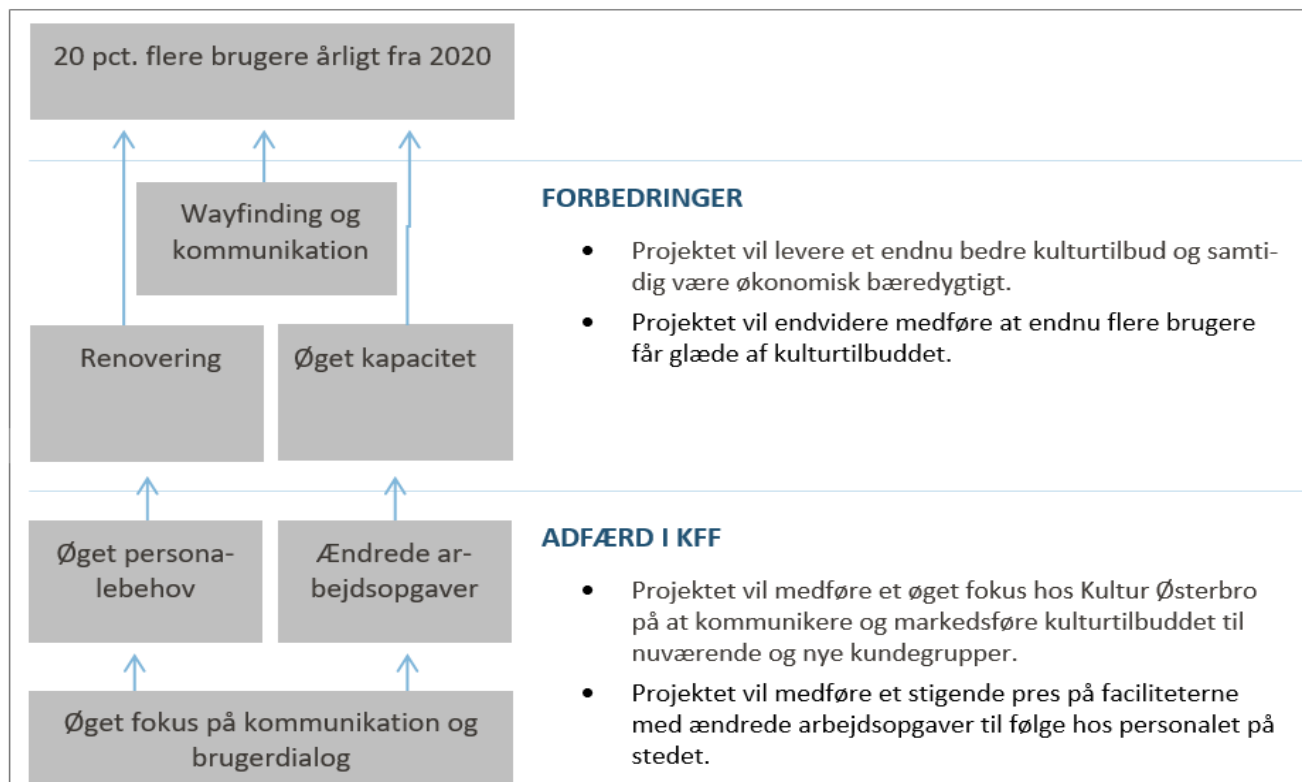 20 pct. flere brugere årligt fra 2020
Wayfinding og
kommunikation
Renovering
Øget kapacitet
FORBEDRINGER
• Projektet vil levere et endnu bedre kulturtilbud og samti-
dig være økonomisk bæredygtigt.
• Projektet vil endvidere medføre at endnu flere brugere
får glæde af kulturtilbuddet.
Øget persona-
lebehov
Ændrede ar-
bejdsopgaver
Øget fokus på kommunikation og
brugerdialog
ADFÆRD I KFF
• Projektet vil medføre et øget fokus hos Kultur Østerbro
på at kommunikere og markedsføre kulturtilbuddet til
nuværende og nye kundegrupper.
• Projektet vil medføre et stigende pres på faciliteterne
med ændrede arbejdsopgaver til følge hos personalet på
stedet.